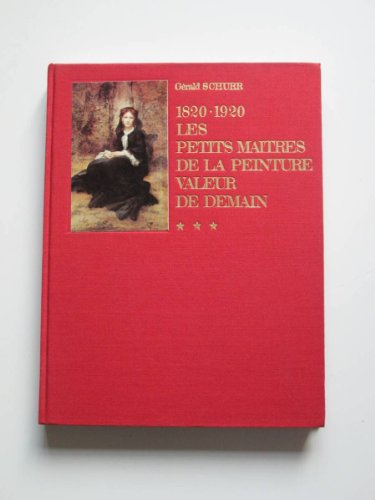 Gérald SCHURR
1820·1920
LES
PETITS MAITRES
DE LA PEINTURE
VALEUR
DE DEMAIN
★ ★ ★